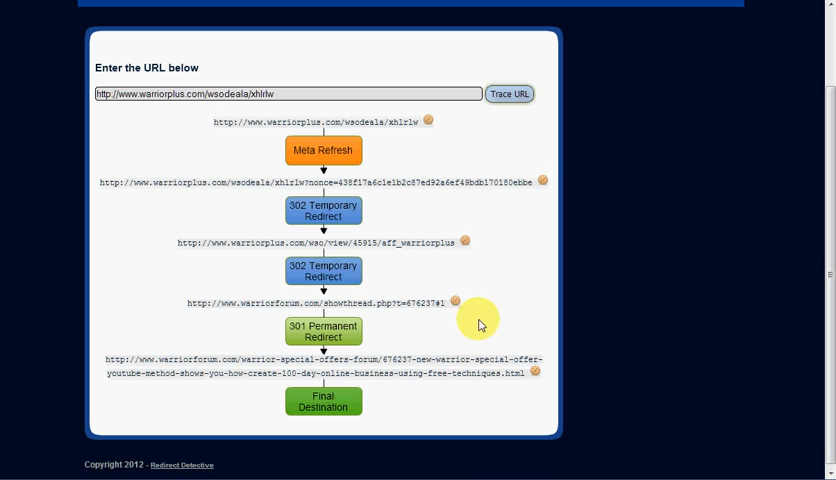 Enter the URL below
http://www.warriorplus.com/wsodeala/xhlrlw
Trace URL
http://www.warriorplus.com/wsodeala/xhlrlw
Meta Refresh
http://www.warriorplus.com/wsodeala/xhlrlw?nonce=438f17a6c1e1b2c87ed92a6ef49bdb170180ebbe
302 Temporary
Redirect
http://www.warriorplus.com/wso/view/45915/aff_warriorplus
302 Temporary
Redirect
http://www.warriorforum.com/showthread.php?t=676237#1
301 Permanent
Redirect
http://www.warriorforum.com/warrior-special-offers-forum/676237-new-warrior-special-offer-
youtube-method-shows-you-how-create-100-day-online-business-using-free-techniques.html
Final
Destination
Copyright 2012 - Redirect Detective